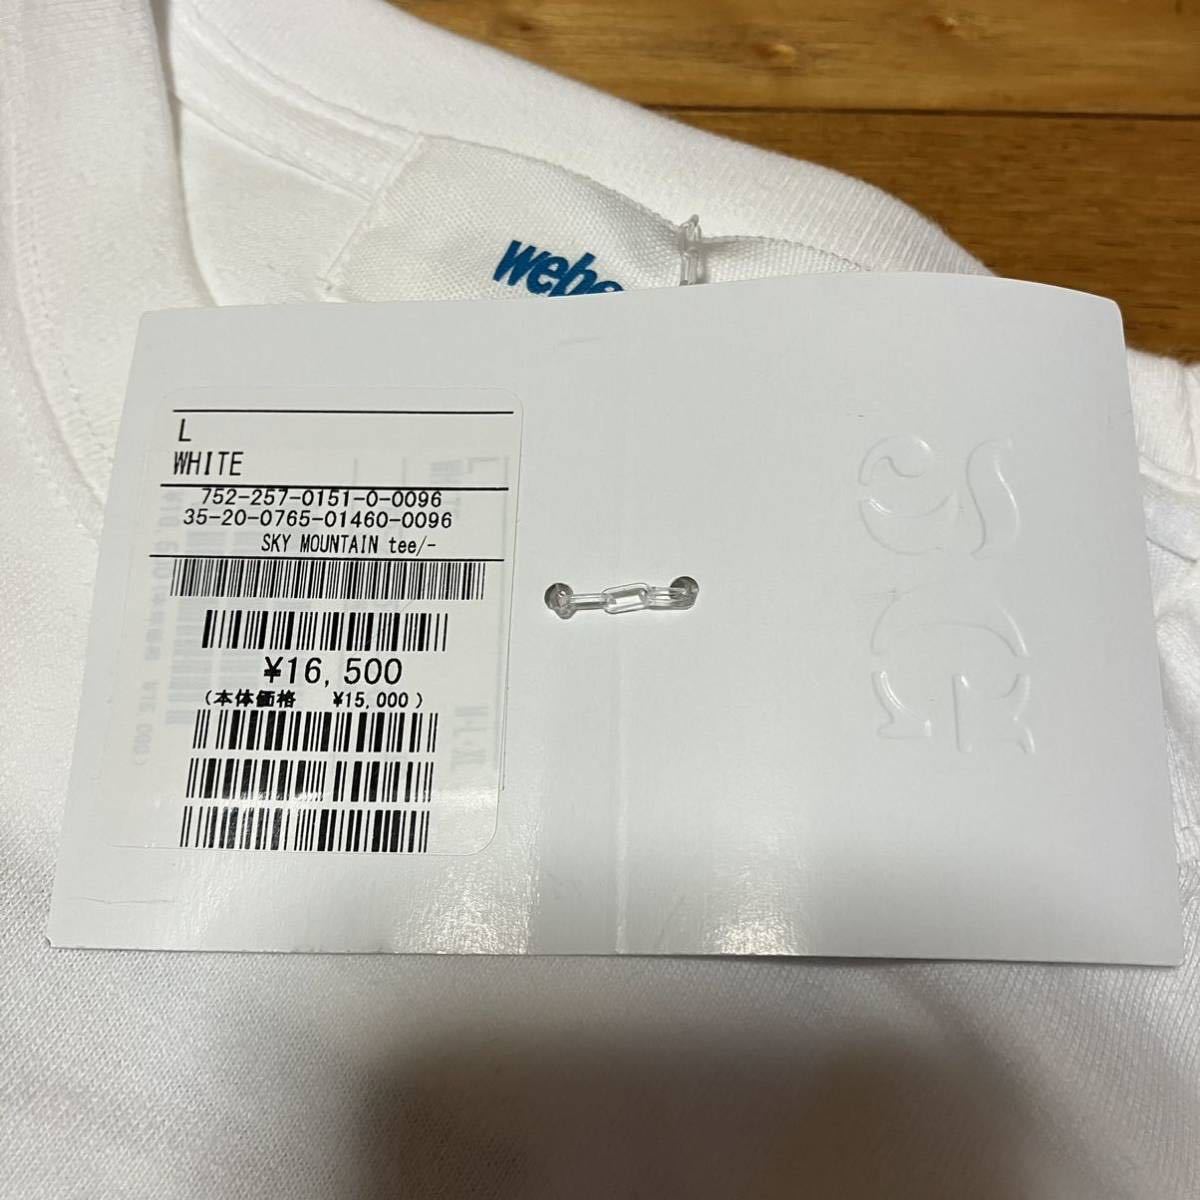 L
WHITE
752-257-0151-0-0096
35-20-0765-01460-0096
SKY MOUNTAIN tee/-
¥16,500
(本体価格 ¥15,000)